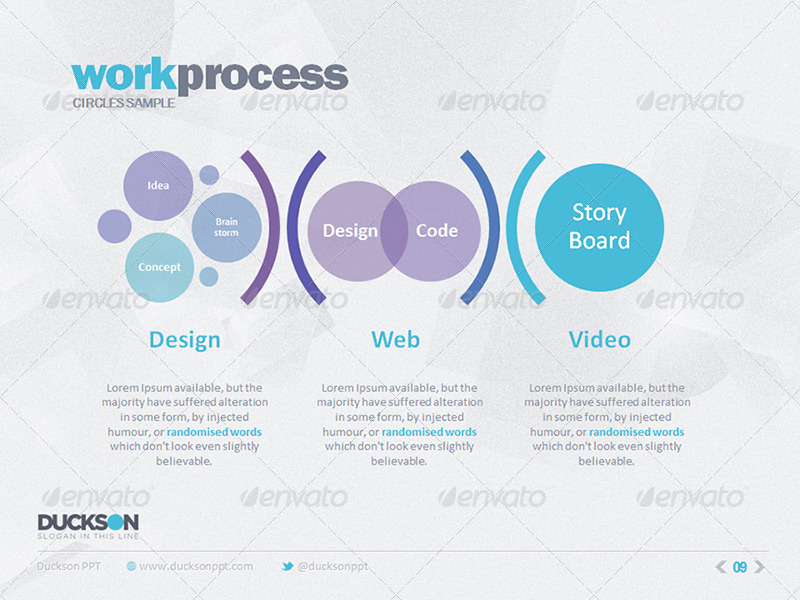 workprocess
CIRCLES SAMPLE
Idea
Brain
storm
Concept
Design
Code
Story
Board
Design
Lorem Ipsum available, but the
majority have suffered alteration
in some form, by injected
humour, or randomised words
which don't look even slightly
believable.
Web
Lorem Ipsum available, but the
majority have suffered alteration
in some form, by injected
humour, or randomised words
which don't look even slightly
believable.
Video
Lorem Ipsum available, but the
majority have suffered alteration
in some form, by injected
humour, or randomised words
which don't look even slightly
believable.
DUCKSON
SLOGAN IN THIS LINE
Duckson PPT
www.ducksonppt.com
@ducksonppt
09
envato
envato
envato
envato
envato
envato
envato
envato
envato
envato
envato
envato